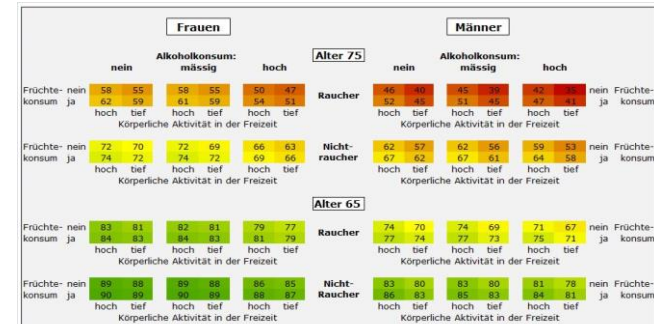 Frauen Männer
Alkoholkonsum: Alter 75 Alkoholkonsum:
nein mässig hoch nein mässig hoch
Früchte- nein 58 55 58 55 50 47 Raucher 46 40 45 39 42 35 nein Früchte-
konsum ja 62 59 61 59 54 51 52 45 51 45 47 41 ja konsum
hoch tief hoch tief hoch tief hoch tief hoch tief hoch tief
Körperliche Aktivität in der Freizeit Körperliche Aktivität in der Freizeit
Früchte- nein 72 70 72 69 66 63 Nicht- 62 57 62 56 59 53 nein Früchte-
konsum ja 74 72 74 72 69 66 raucher 67 62 67 61 64 58 ja konsum
hoch tief hoch tief hoch tief hoch tief hoch tief hoch tief
Körperliche Aktivität in der Freizeit Körperliche Aktivität in der Freizeit
Alter 65
Früchte- nein 83 81 82 81 79 77 Raucher 74 70 74 69 71 67 nein Früchte-
konsum ja 84 83 84 83 81 79 77 74 77 73 75 71 ja konsum
hoch tief hoch tief hoch tief hoch tief hoch tief hoch tief
Körperliche Aktivität in der Freizeit Körperliche Aktivität in der Freizeit
Früchte- nein 89 88 89 88 86 85 Nicht- 83 80 83 80 81 78 nein Früchte-
konsum ja 90 89 90 89 88 87 Raucher 86 83 85 83 84 81 ja konsum
hoch tief hoch tief hoch tief hoch tief hoch tief hoch tief
Körperliche Aktivität in der Freizeit Körperliche Aktivität in der Freizeit